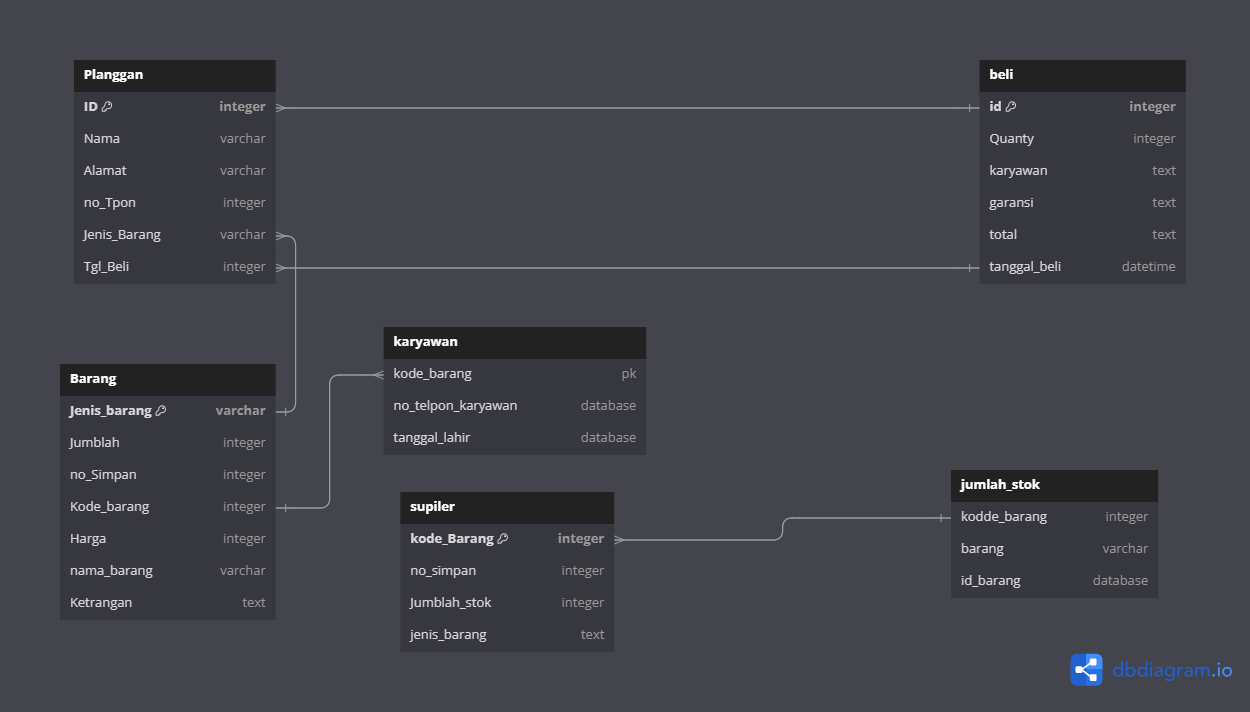 Planggan
ID integer
Nama varchar
Alamat varchar
no_Tpon integer
Jenis_Barang varchar
Tgl_Beli integer
beli
id integer
Quanty integer
karyawan text
garansi text
total text
tanggal_beli datetime
Barang
Jenis_barang varchar
Jumblah integer
no_Simpan integer
Kode_barang integer
Harga integer
nama_barang varchar
Ketrangan text
karyawan
kode_barang pk
no_telpon_karyawan database
tanggal_lahir database
supiler
kode_Barang integer
no_simpan integer
Jumblah_stok integer
jenis_barang text
jumlah_stok
kodde_barang integer
barang varchar
id_barang database
dbdiagram.io